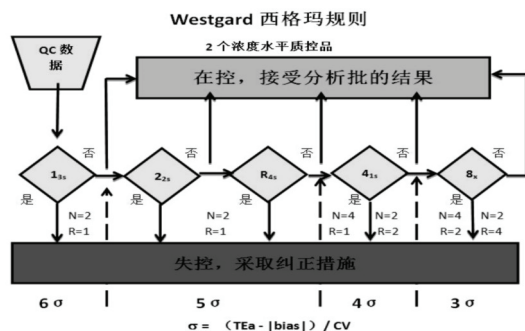 Westgard 西格玛规则
2 个浓度水平质控品
QC 数
据
在控，接受分析批的结果
否 否 否 否
1₃ₛ 2₂ₛ R₄ₛ 4₁ₛ 8ₓ
是 是 是 是 是
N=2 N=2 N=4 N=2 N=4 N=2
R=1 R=1 R=1 R=2 R=2 R=4
失控，采取纠正措施
6 σ 5 σ 4 σ 3 σ
σ = （TEa - |bias|）/ CV